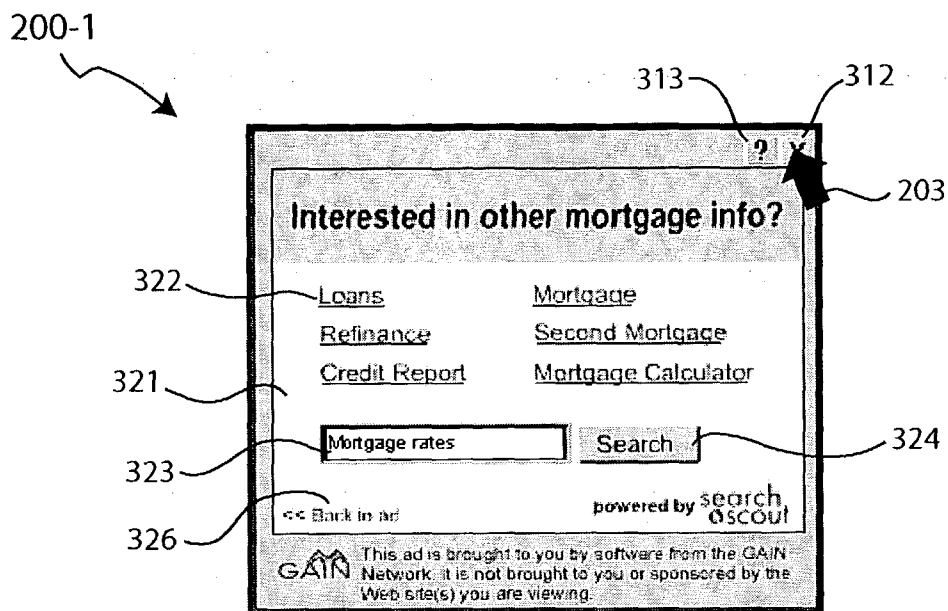 200-1
313 312
? X
203
Interested in other mortgage info?
322 Loans Mortgage
Refinance Second Mortgage
321 Credit Report Mortgage Calculator
323 Mortgage rates Search 324
326 << Back to ad powered by search scout
GAIN This ad is brought to you by software from the GAIN
Network. It is not brought to you or sponsored by the
Web site(s) you are viewing.